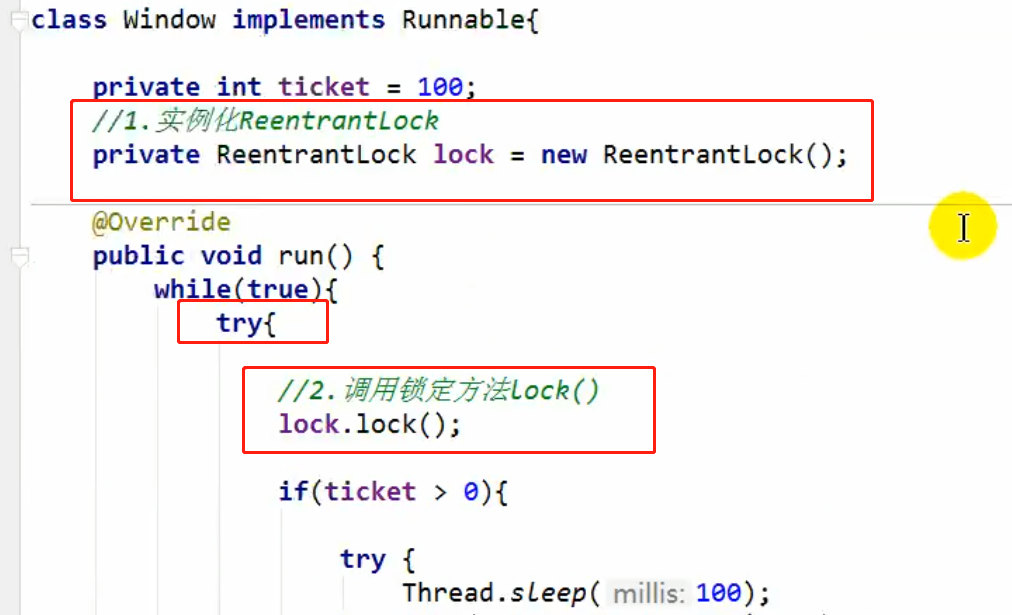 class Window implements Runnable{
private int ticket = 100;
//1.实例化ReentrantLock
private ReentrantLock lock = new ReentrantLock();
@Override
public void run() {
while(true){
try{
//2.调用锁定方法lock()
lock.lock();
if(ticket > 0){
try {
Thread.sleep( millis: 100);